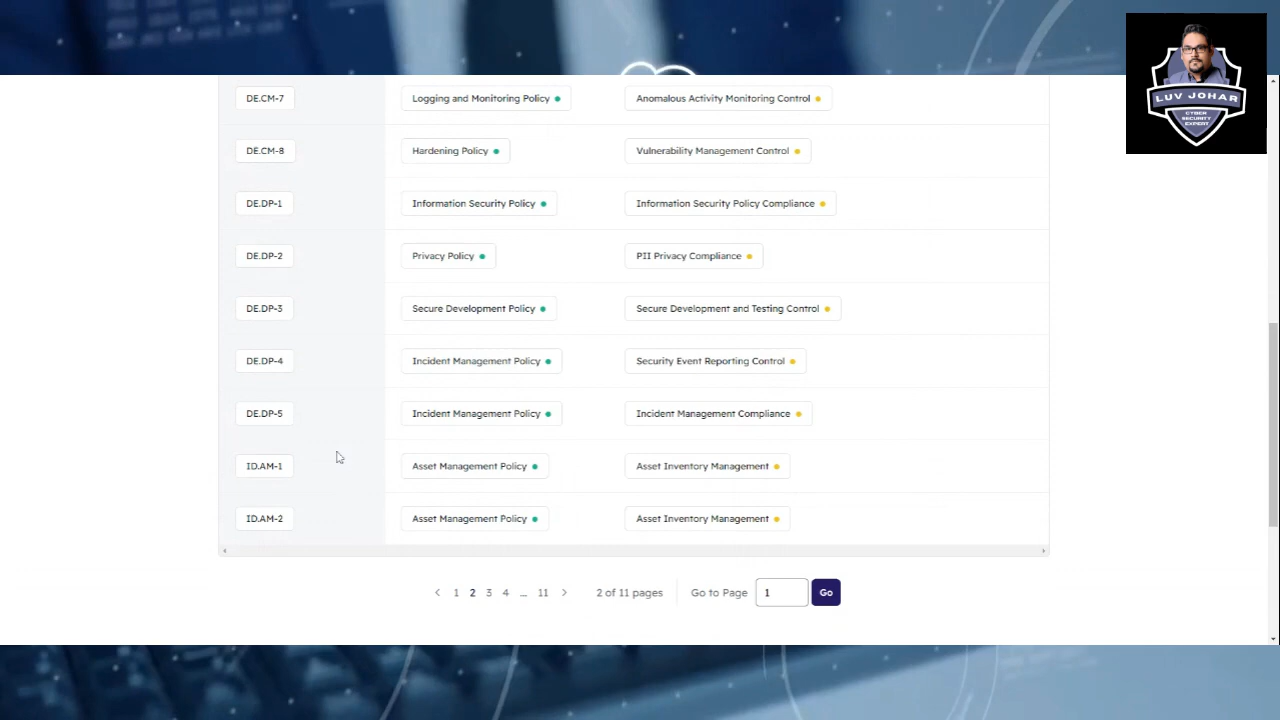 LUV JOHAR
CYBER
SECURITY
EXPERT
DE.CM-7 Logging and Monitoring Policy Anomalous Activity Monitoring Control
DE.CM-8 Hardening Policy Vulnerability Management Control
DE.DP-1 Information Security Policy Information Security Policy Compliance
DE.DP-2 Privacy Policy PII Privacy Compliance
DE.DP-3 Secure Development Policy Secure Development and Testing Control
DE.DP-4 Incident Management Policy Security Event Reporting Control
DE.DP-5 Incident Management Policy Incident Management Compliance
ID.AM-1 Asset Management Policy Asset Inventory Management
ID.AM-2 Asset Management Policy Asset Inventory Management
< 1 2 3 4 ... 11 > 2 of 11 pages Go to Page 1 Go